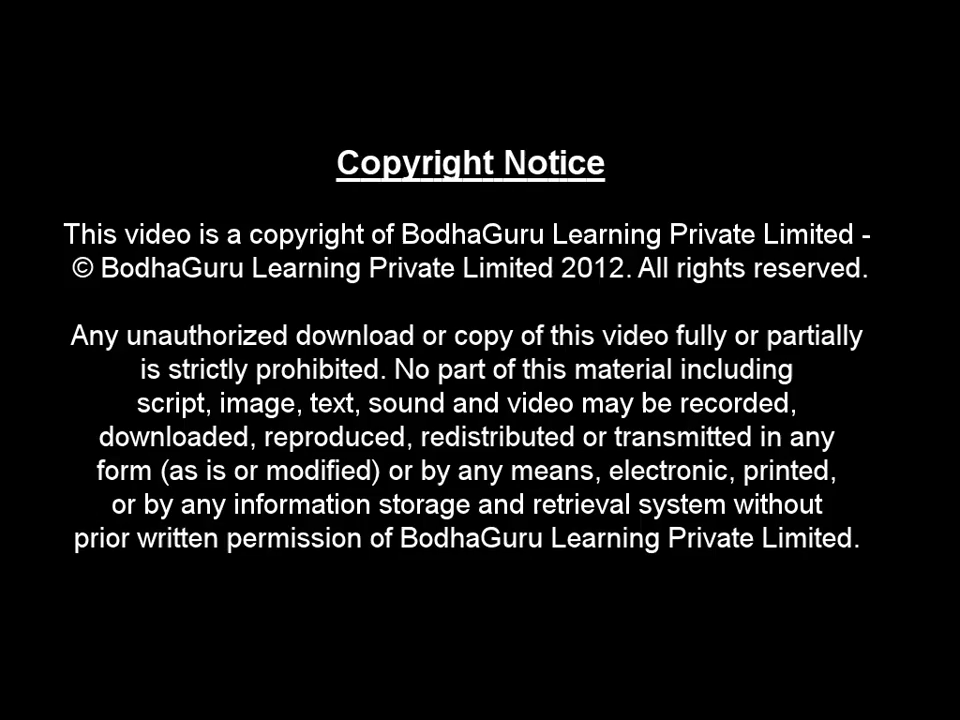 Copyright Notice
This video is a copyright of BodhaGuru Learning Private Limited -
© BodhaGuru Learning Private Limited 2012. All rights reserved.
Any unauthorized download or copy of this video fully or partially
is strictly prohibited. No part of this material including
script, image, text, sound and video may be recorded,
downloaded, reproduced, redistributed or transmitted in any
form (as is or modified) or by any means, electronic, printed,
or by any information storage and retrieval system without
prior written permission of BodhaGuru Learning Private Limited.